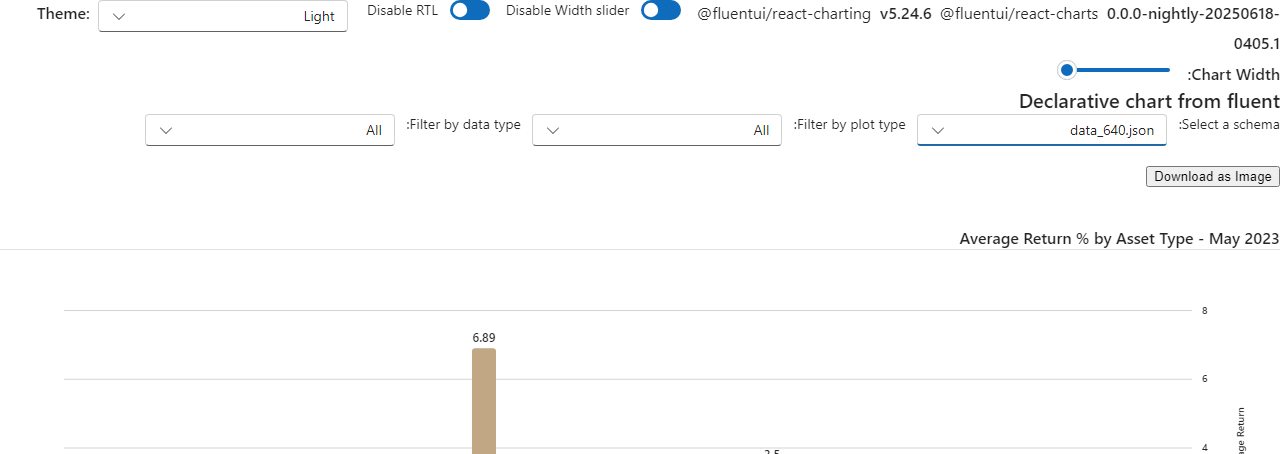 Theme: Light Disable RTL Disable Width slider @fluentui/react-charting v5.24.6 @fluentui/react-charts 0.0.0-nightly-20250618-
0405.1
:Chart Width
Declarative chart from fluent
:Select a schema data_640.json :Filter by plot type All :Filter by data type All
Download as Image
Average Return % by Asset Type - May 2023
8
6.89
6
4